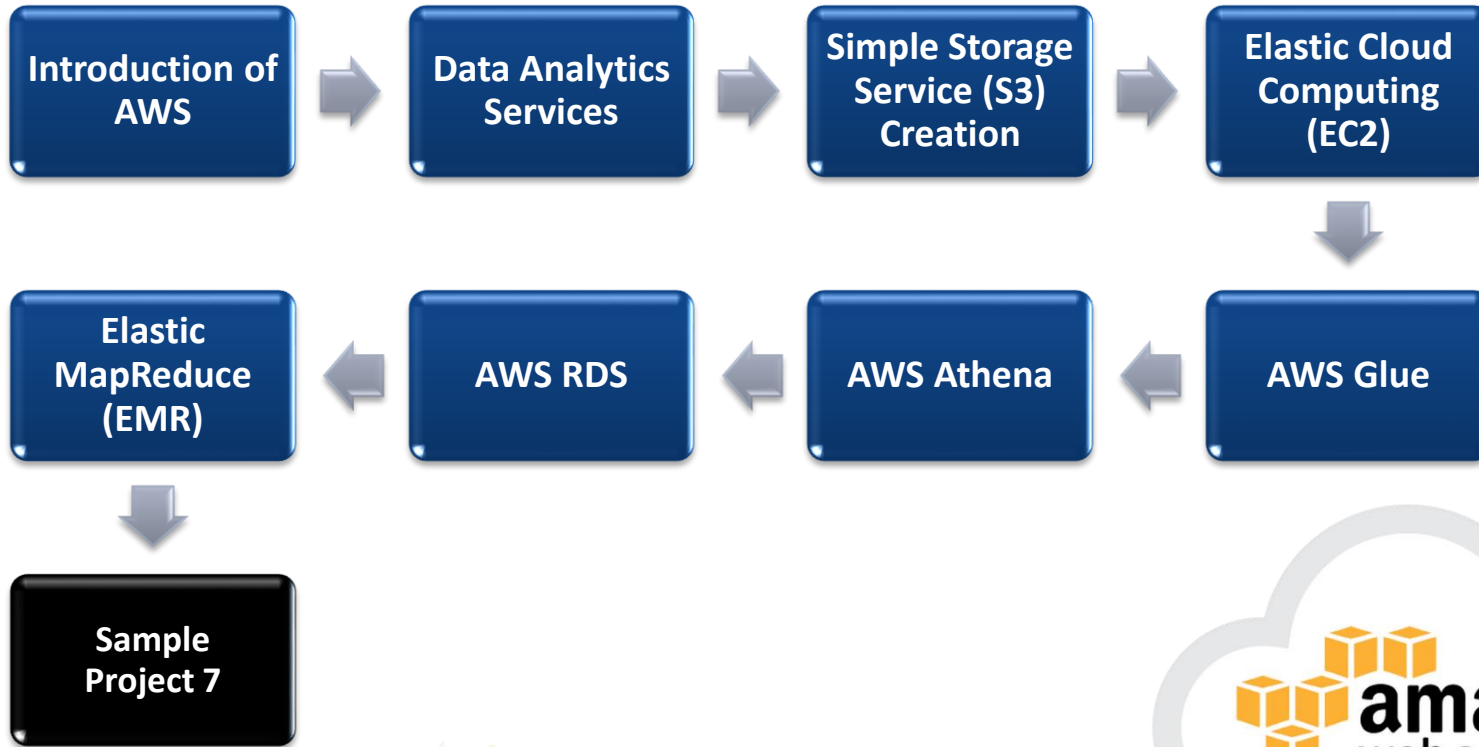 Introduction of
AWS
Data Analytics
Services
Simple Storage
Service (S3)
Creation
Elastic Cloud
Computing
(EC2)
AWS Glue
AWS Athena
AWS RDS
Elastic
MapReduce
(EMR)
Sample
Project 7
ama